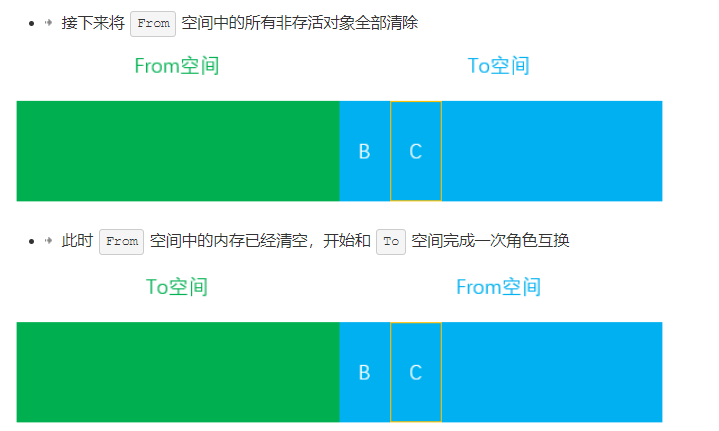 接下来将 From 空间中的所有非存活对象全部清除
From空间 To空间
B C
此时 From 空间中的内存已经清空，开始和 To 空间完成一次角色互换
To空间 From空间
B C